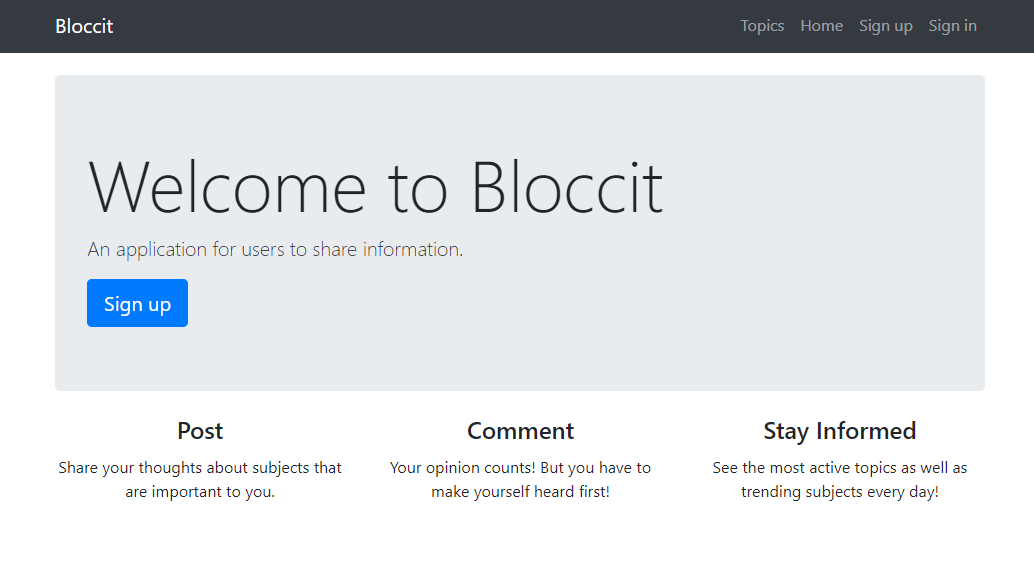 Bloccit
Topics Home Sign up Sign in
Welcome to Bloccit
An application for users to share information.
Sign up
Post
Share your thoughts about subjects that
are important to you.
Comment
Your opinion counts! But you have to
make yourself heard first!
Stay Informed
See the most active topics as well as
trending subjects every day!